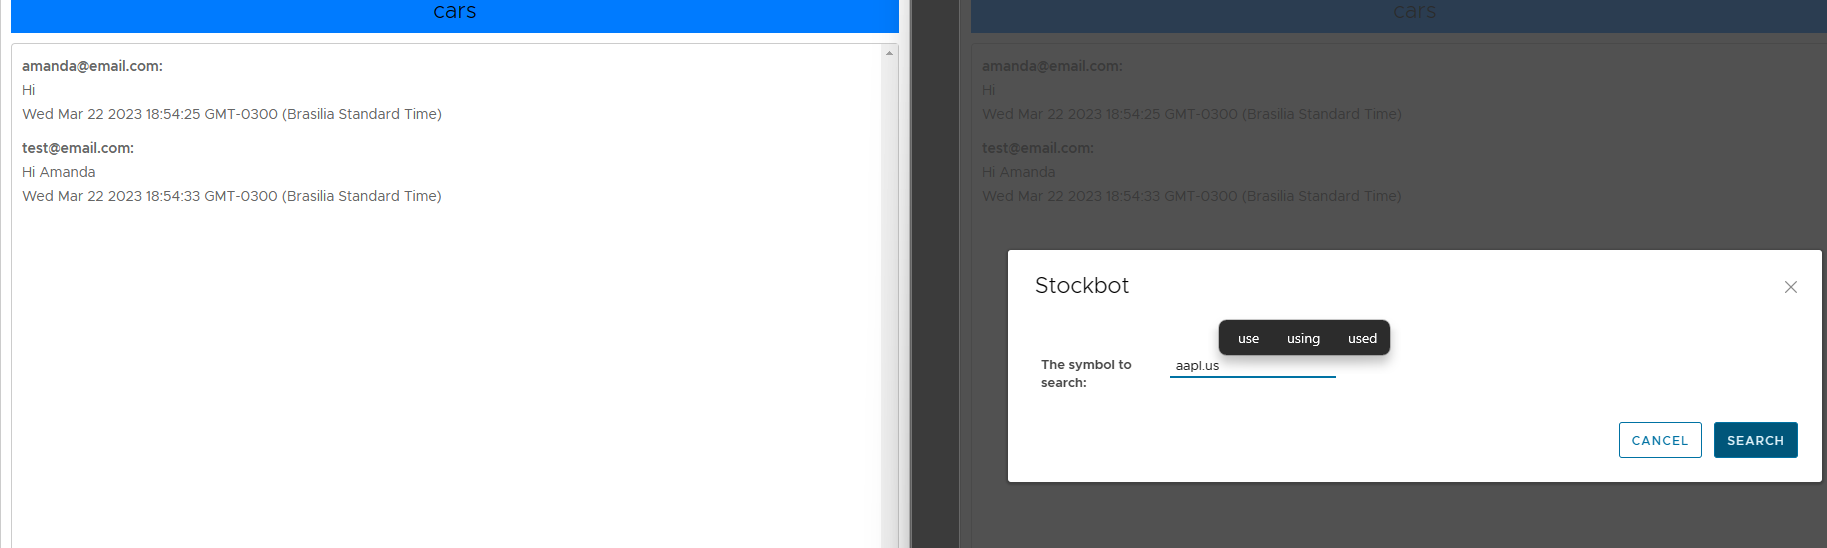 cars
amanda@email.com:
Hi
Wed Mar 22 2023 18:54:25 GMT-0300 (Brasilia Standard Time)
test@email.com:
Hi Amanda
Wed Mar 22 2023 18:54:33 GMT-0300 (Brasilia Standard Time)
cars
amanda@email.com:
Hi
Wed Mar 22 2023 18:54:25 GMT-0300 (Brasilia Standard Time)
test@email.com:
Hi Amanda
Wed Mar 22 2023 18:54:33 GMT-0300 (Brasilia Standard Time)
Stockbot
use using used
The symbol to
search:
aapl.us
CANCEL
SEARCH